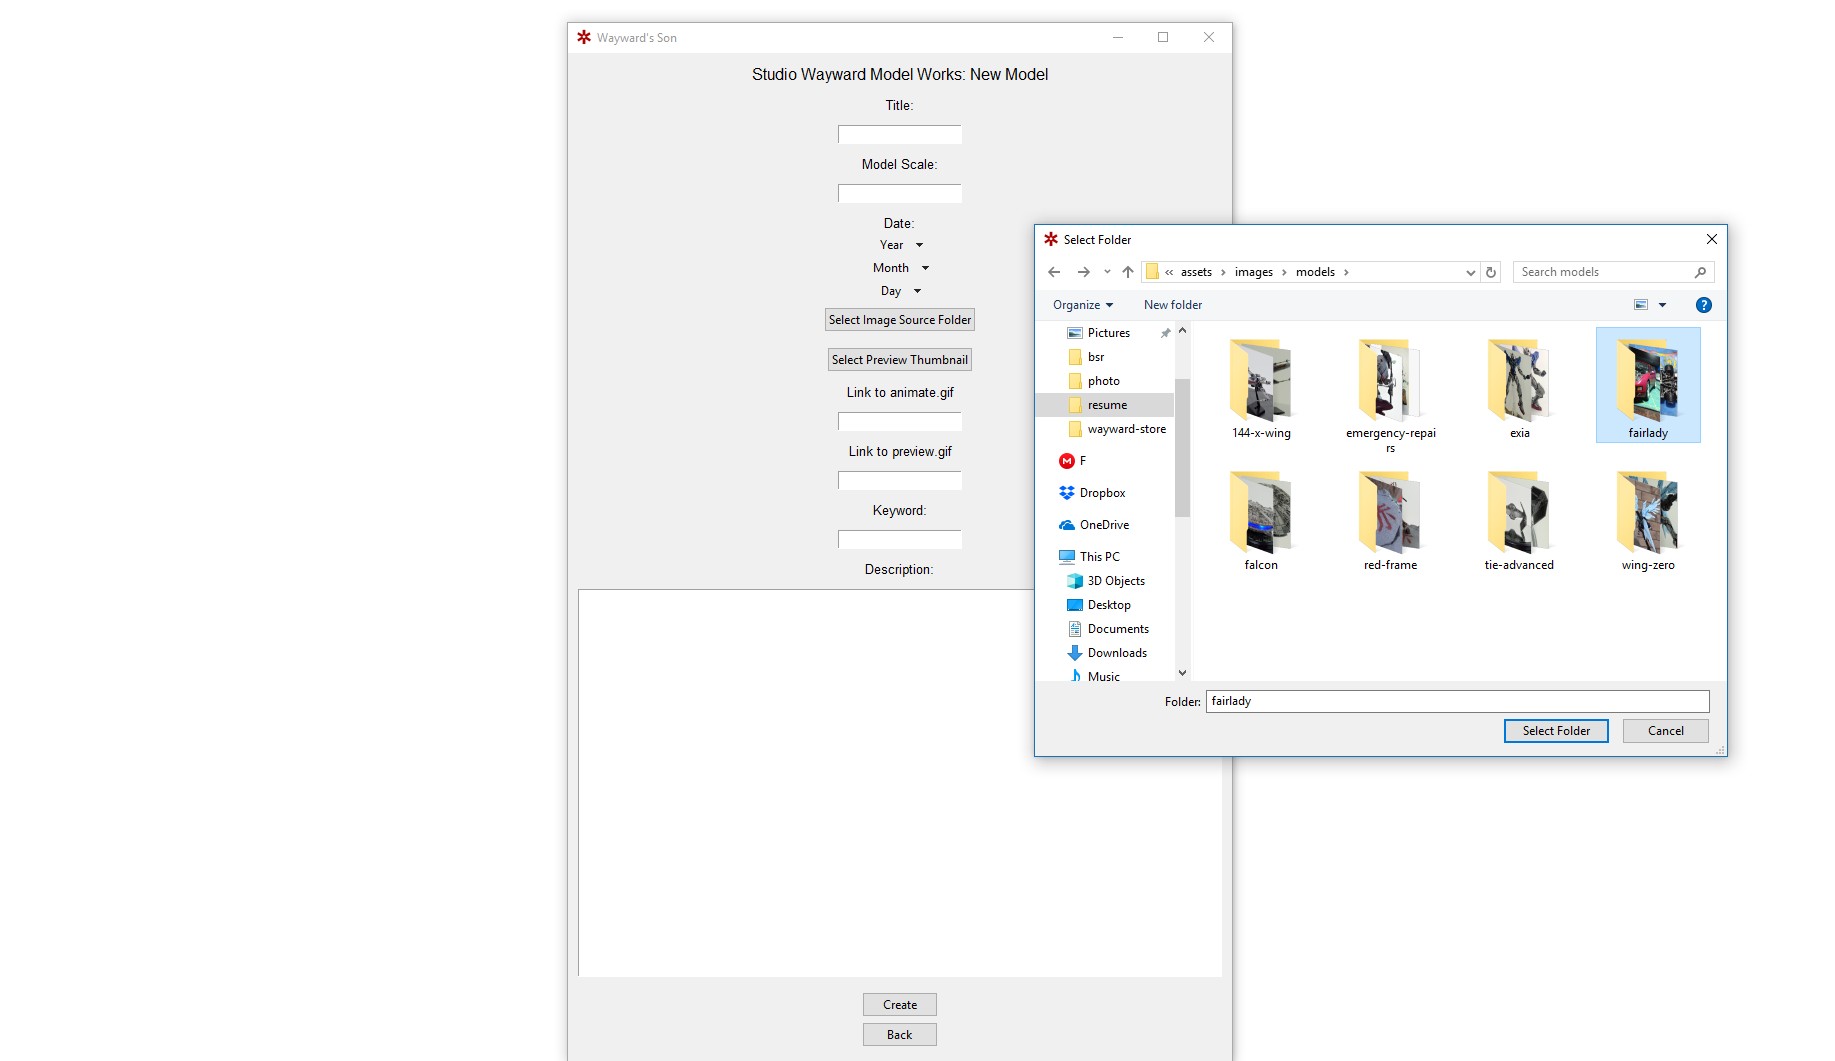 Wayward's Son
Studio Wayward Model Works: New Model
Title:
Model Scale:
Date:
Year
Month
Day
Select Image Source Folder
Select Preview Thumbnail
Link to animate.gif
Link to preview.gif
Keyword:
Description:
Create
Back
Select Folder
« assets > images > models >
Search models
Organize
New folder
?
Pictures
bsr
photo
resume
wayward-store
M F
Dropbox
OneDrive
This PC
3D Objects
Desktop
Documents
Downloads
Music
144-x-wing
emergency-repai
rs
exia
fairlady
falcon
red-frame
tie-advanced
wing-zero
Folder: fairlady
Select Folder
Cancel